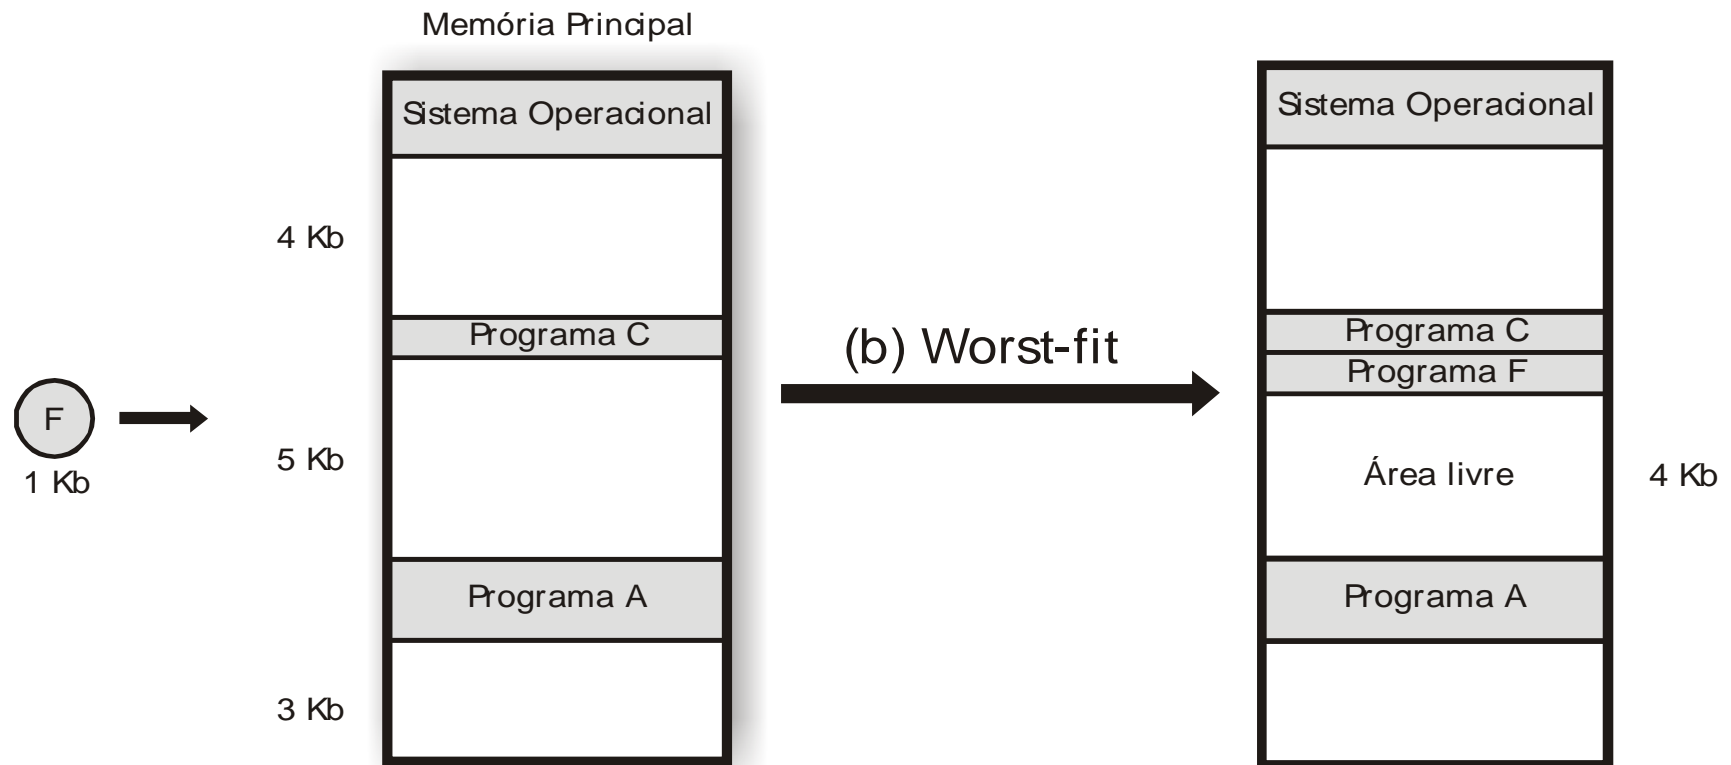 Memória Principal
Sistema Operacional
4 Kb
Programa C
F
1 Kb
5 Kb
Programa A
3 Kb
(b) Worst-fit
Sistema Operacional
Programa C
Programa F
Área livre
4 Kb
Programa A